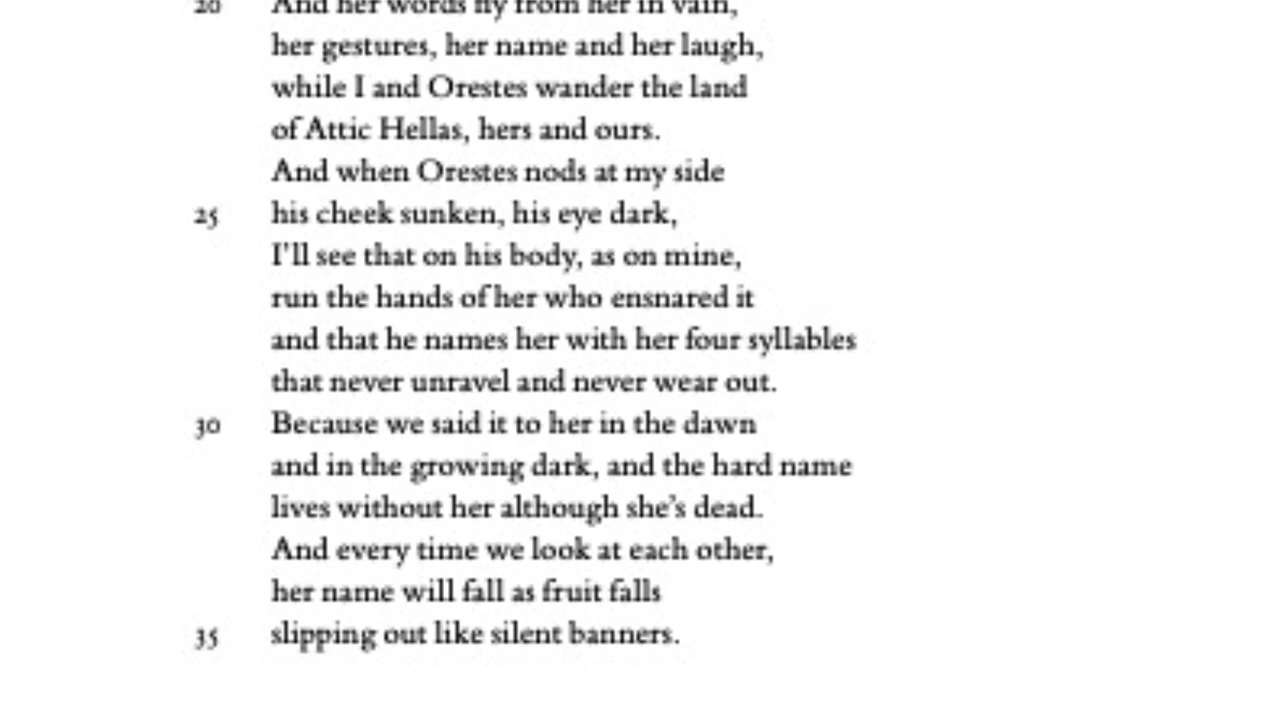 20 And her words fly from her in vain,
her gestures, her name and her laugh,
while I and Orestes wander the land
of Attic Hellas, hers and ours.
And when Orestes nods at my side
25 his cheek sunken, his eye dark,
I'll see that on his body, as on mine,
run the hands of her who ensnared it
and that he names her with her four syllables
that never unravel and never wear out.
30 Because we said it to her in the dawn
and in the growing dark, and the hard name
lives without her although she's dead.
And every time we look at each other,
her name will fall as fruit falls
35 slipping out like silent banners.